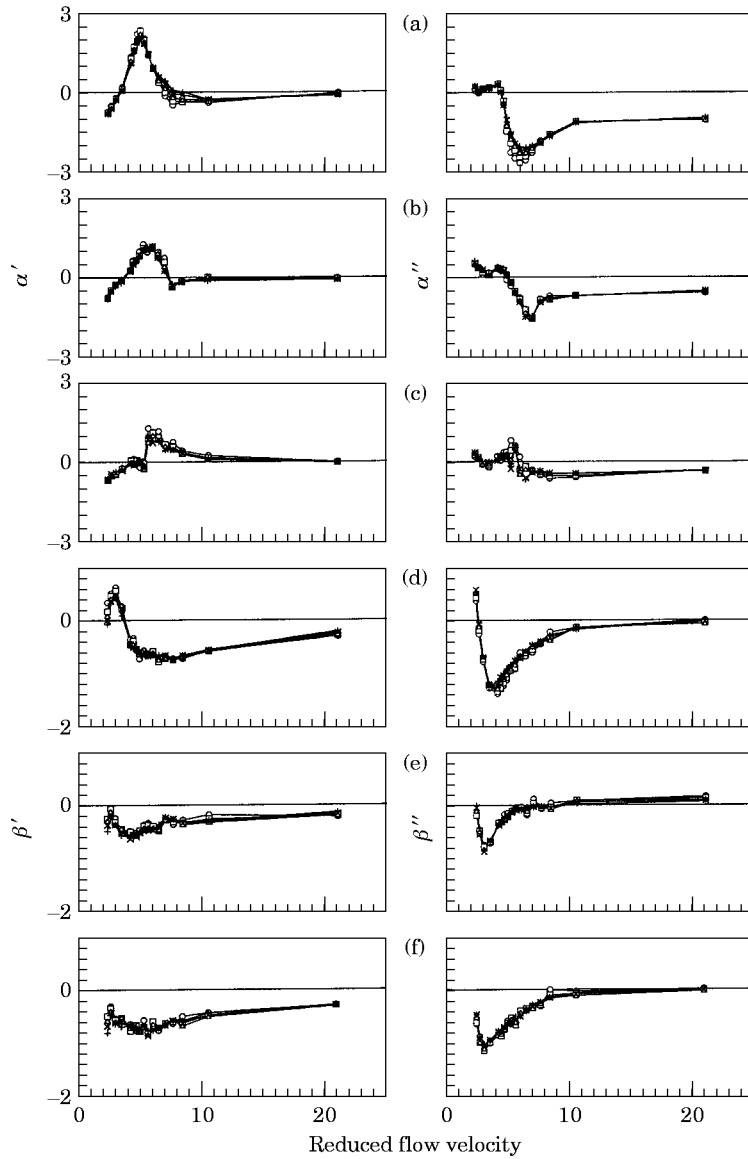 3 (a)
0
−3
3 (b)
α′ 0 α′′
−3
3 (c)
0
−3
(d)
0
−2
(e)
0
β′ β′′
−2
(f)
0
−2
0 10 20 0 10 20
Reduced flow velocity